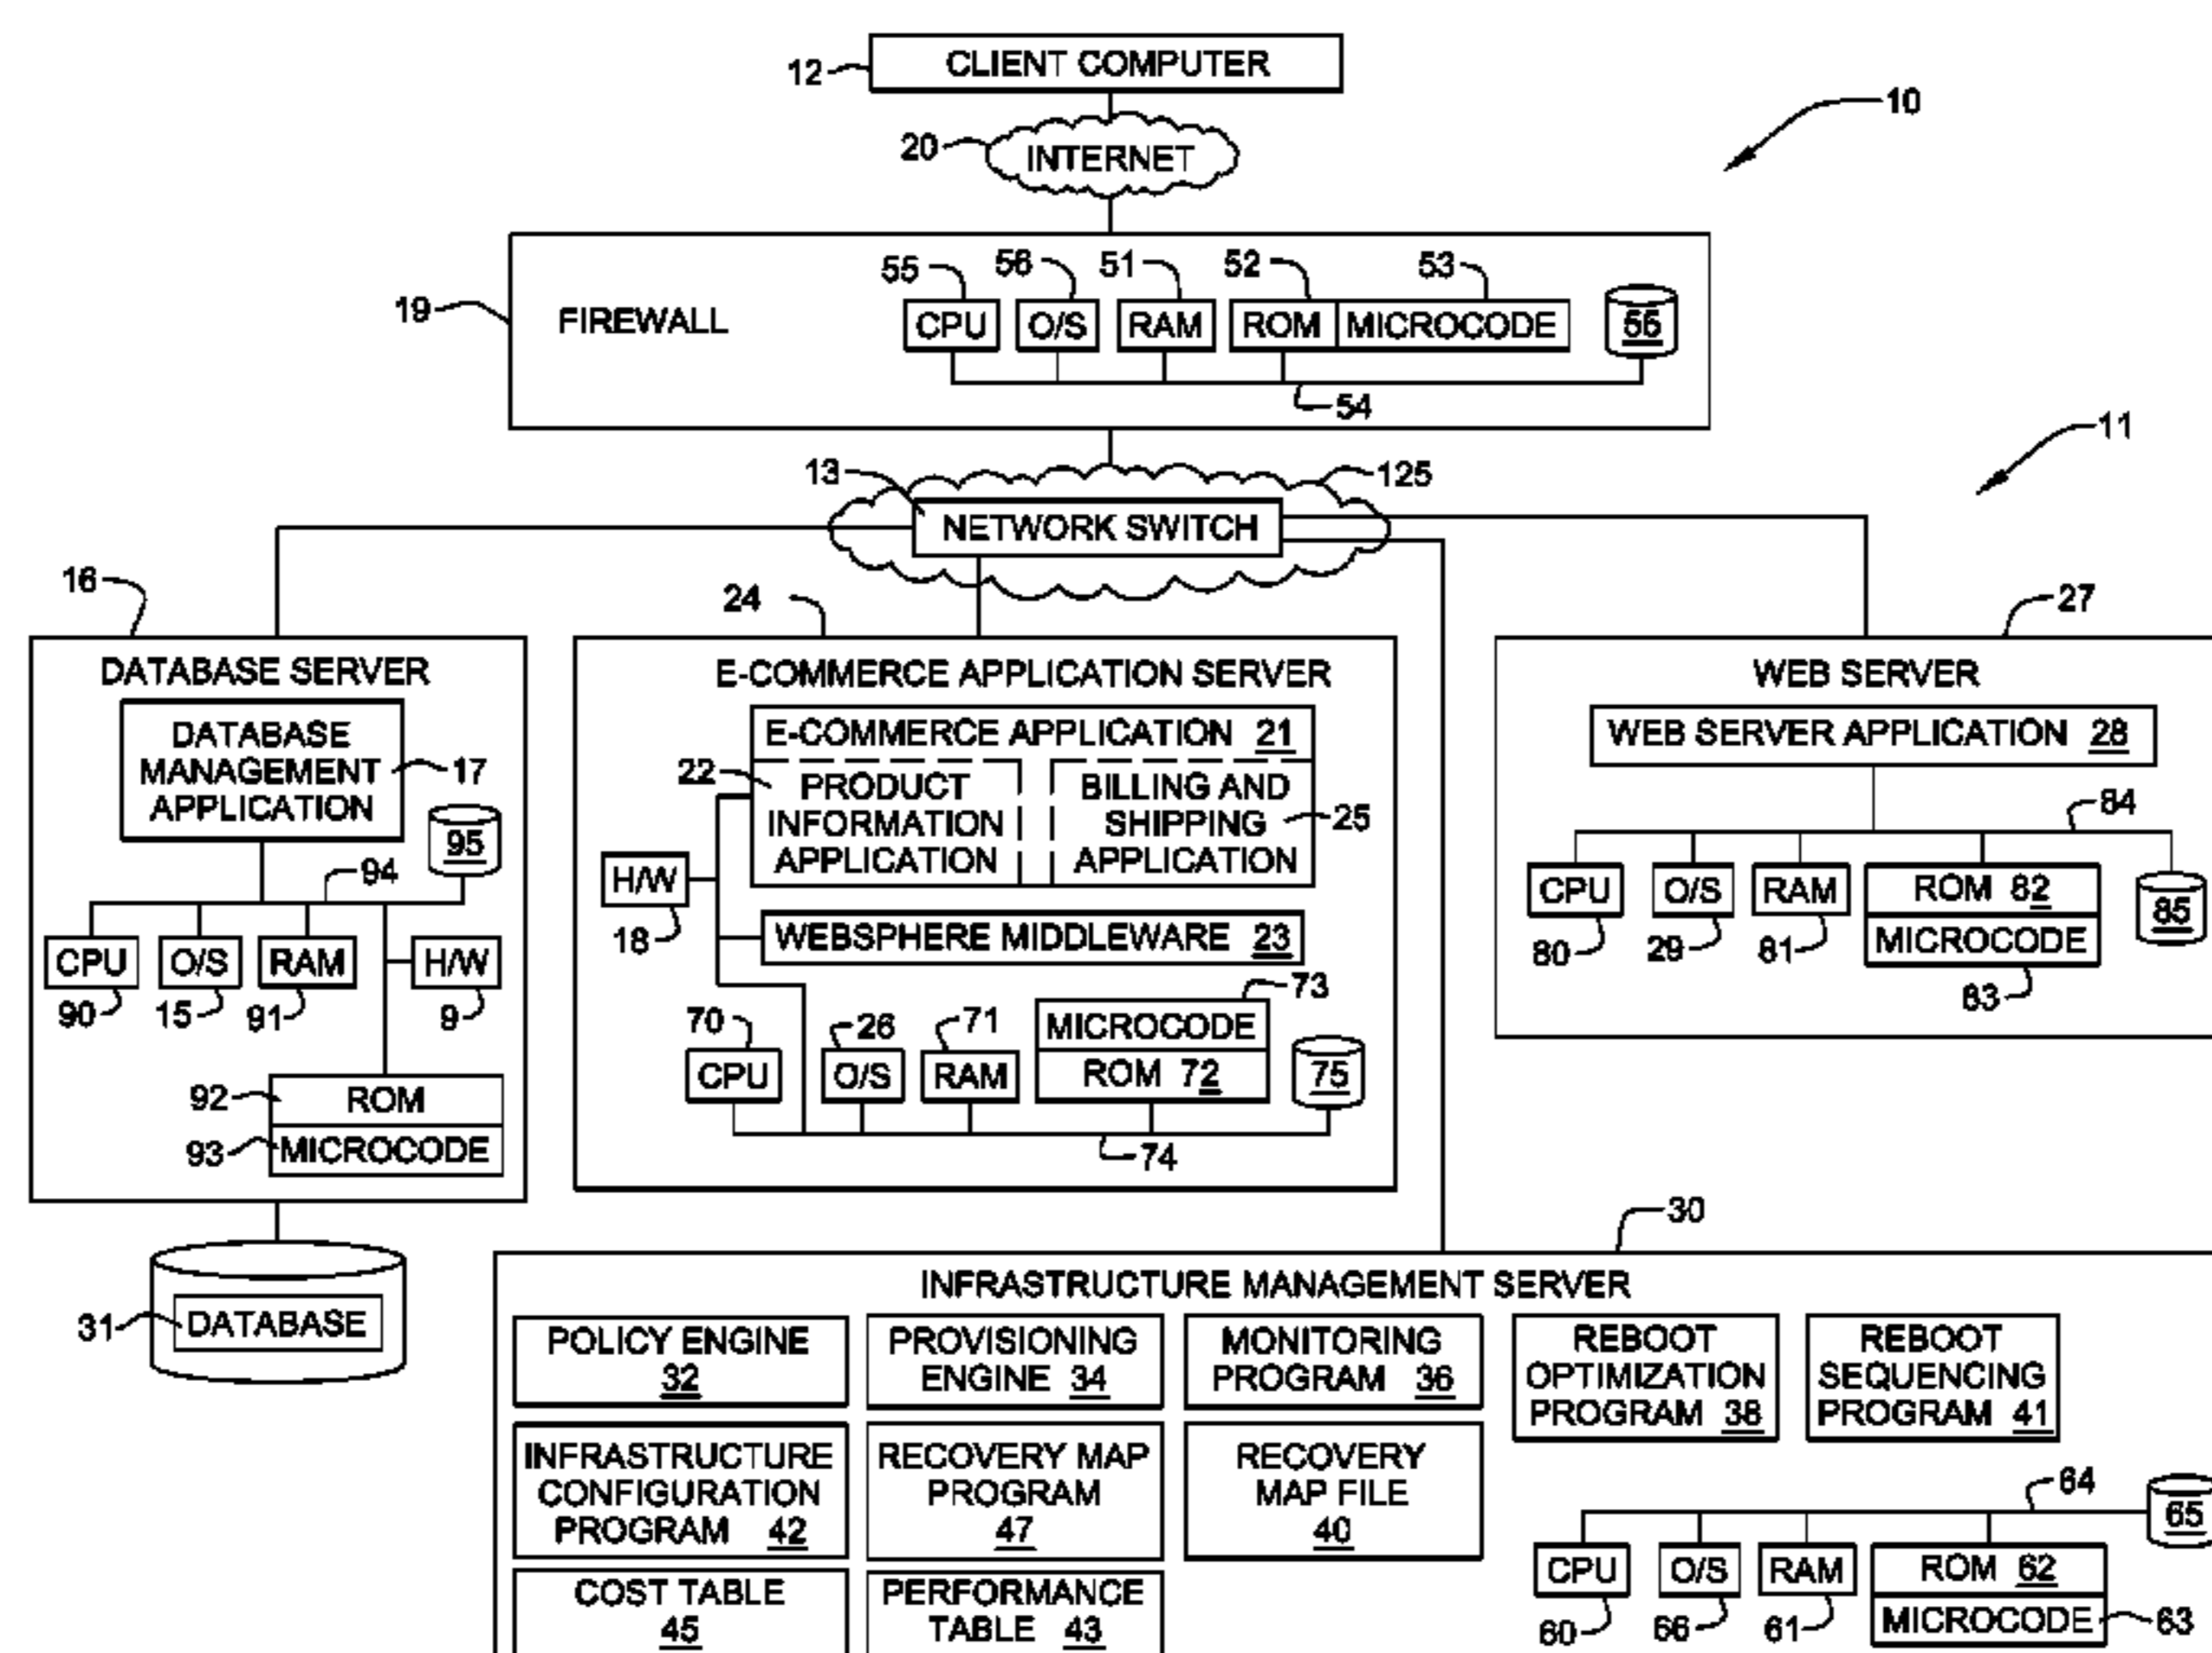 12 CLIENT COMPUTER
10
20 INTERNET
55 56 51 52 53
19 FIREWALL CPU O/S RAM ROM MICROCODE 55
54
11
13 NETWORK SWITCH 125
16
24
27
DATABASE SERVER
DATABASE
MANAGEMENT 17
APPLICATION
95
94
CPU O/S RAM H/W
90 15 91 9
92 ROM
93 MICROCODE
31 DATABASE
E-COMMERCE APPLICATION SERVER
E-COMMERCE APPLICATION 21
22 PRODUCT
INFORMATION
APPLICATION
BILLING AND
SHIPPING 25
APPLICATION
H/W
18
WEBSPHERE MIDDLEWARE 23
73
70 26 71 MICROCODE
CPU O/S RAM ROM 72 75
74
WEB SERVER
WEB SERVER APPLICATION 28
84
CPU O/S RAM ROM 82 85
MICROCODE
80 29 81 83
30
INFRASTRUCTURE MANAGEMENT SERVER
POLICY ENGINE
32
PROVISIONING
ENGINE 34
MONITORING
PROGRAM 36
REBOOT
OPTIMIZATION
PROGRAM 38
REBOOT
SEQUENCING
PROGRAM 41
INFRASTRUCTURE
CONFIGURATION
PROGRAM 42
RECOVERY MAP
PROGRAM
47
RECOVERY
MAP FILE
40
COST TABLE
45
PERFORMANCE
TABLE 43
64
65
CPU O/S RAM ROM 62
MICROCODE 63
60 66 61